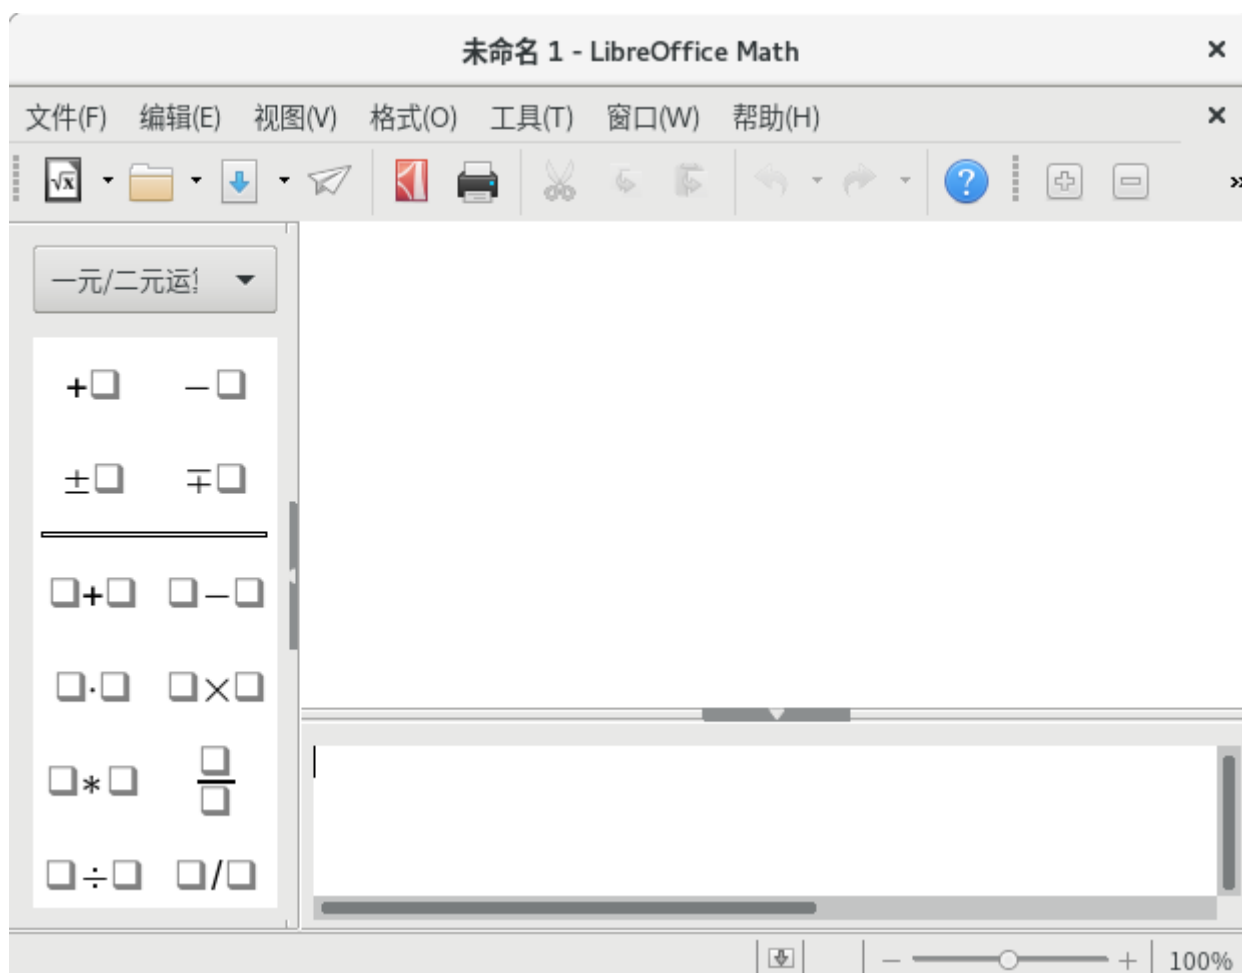 未命名 1 - LibreOffice Math
文件(F) 编辑(E) 视图(V) 格式(O) 工具(T) 窗口(W) 帮助(H)
√x
?
»
一元/二元运
+□ −□
±□ ∓□
□+□ □−□
□·□ □×□
□∗□ □/□
□÷□ □/□
100%